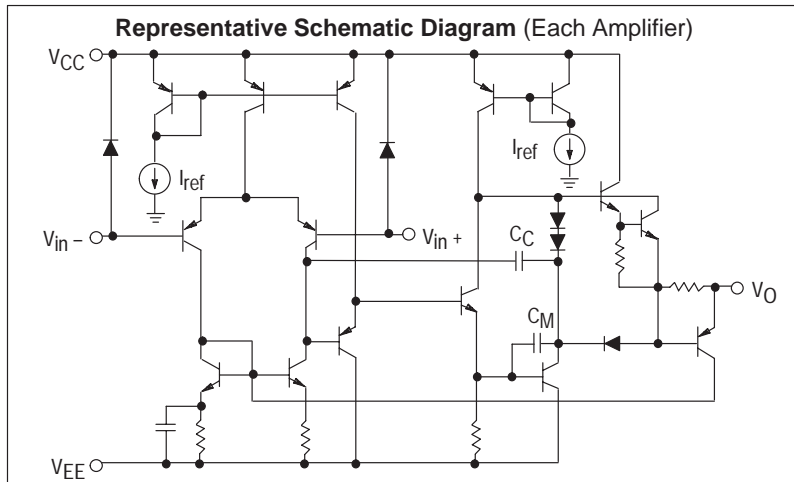 Representative Schematic Diagram (Each Amplifier)
VCC
Iref
Iref
Vin –
Vin +
CC
CM
VO
VEE